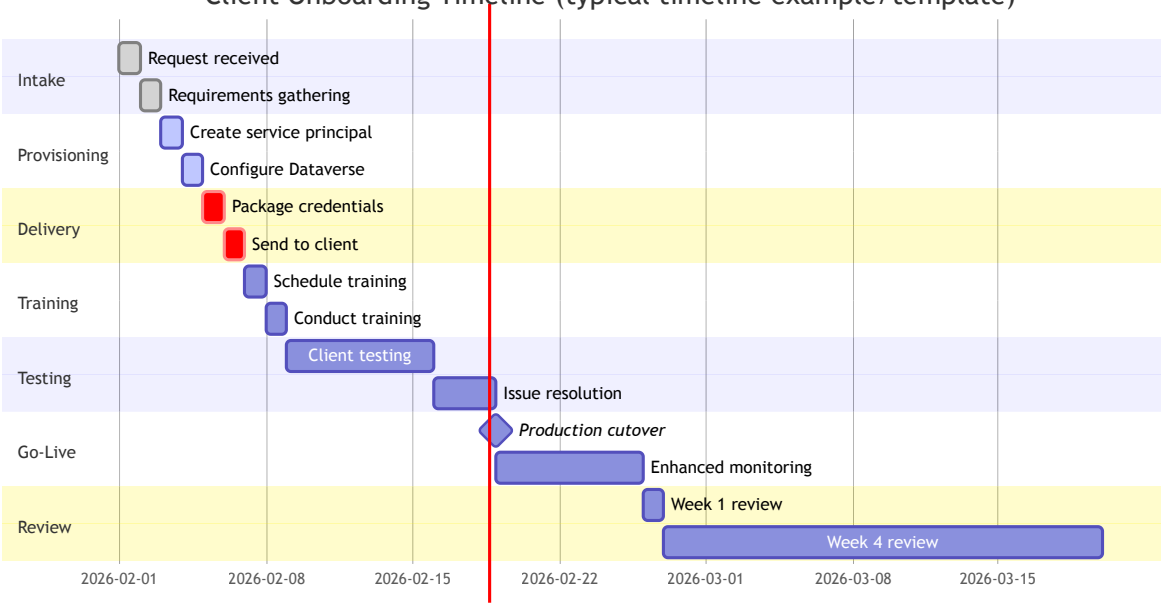 Client Onboarding Timeline (typical timeline example/template)
Intake
Request received
Requirements gathering
Provisioning
Create service principal
Configure Dataverse
Delivery
Package credentials
Send to client
Training
Schedule training
Conduct training
Testing
Client testing
Issue resolution
Go-Live
Production cutover
Enhanced monitoring
Review
Week 1 review
Week 4 review
2026-02-01
2026-02-08
2026-02-15
2026-02-22
2026-03-01
2026-03-08
2026-03-15